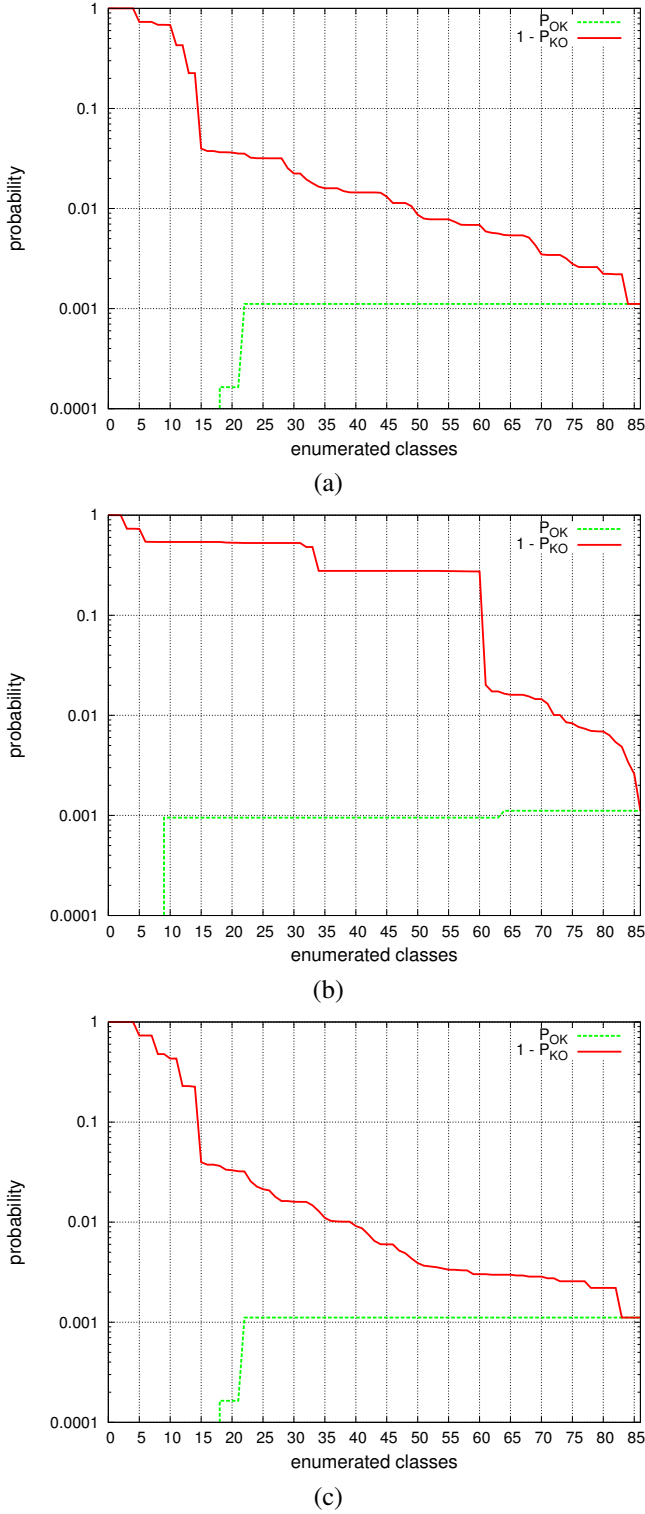 1
0.1
0.01
0.001
0.0001
probability
P_OK
1 - P_KO
0 5 10 15 20 25 30 35 40 45 50 55 60 65 70 75 80 85
enumerated classes
(a)
1
0.1
0.01
0.001
0.0001
probability
P_OK
1 - P_KO
0 5 10 15 20 25 30 35 40 45 50 55 60 65 70 75 80 85
enumerated classes
(b)
1
0.1
0.01
0.001
0.0001
probability
P_OK
1 - P_KO
0 5 10 15 20 25 30 35 40 45 50 55 60 65 70 75 80 85
enumerated classes
(c)